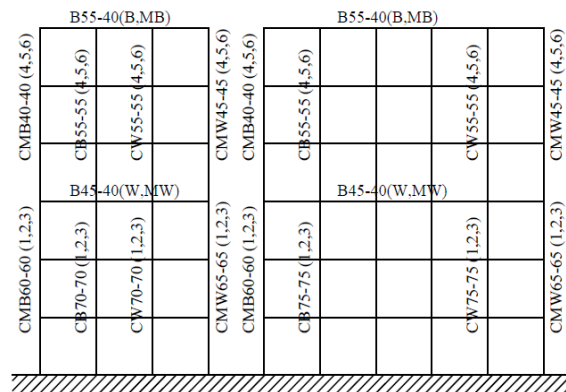 B55-40(B,MB)
CMB40-40 (4,5,6)
CB55-55 (4,5,6)
CW55-55 (4,5,6)
CMW45-45 (4,5,6)
B45-40(W,MW)
CMB60-60 (1,2,3)
CB70-70 (1,2,3)
CW70-70 (1,2,3)
CMW65-65 (1,2,3)
B55-40(B,MB)
CMB40-40 (4,5,6)
CB55-55 (4,5,6)
CW55-55 (4,5,6)
CMW45-45 (4,5,6)
B45-40(W,MW)
CMB60-60 (1,2,3)
CB75-75 (1,2,3)
CW75-75 (1,2,3)
CMW65-65 (1,2,3)